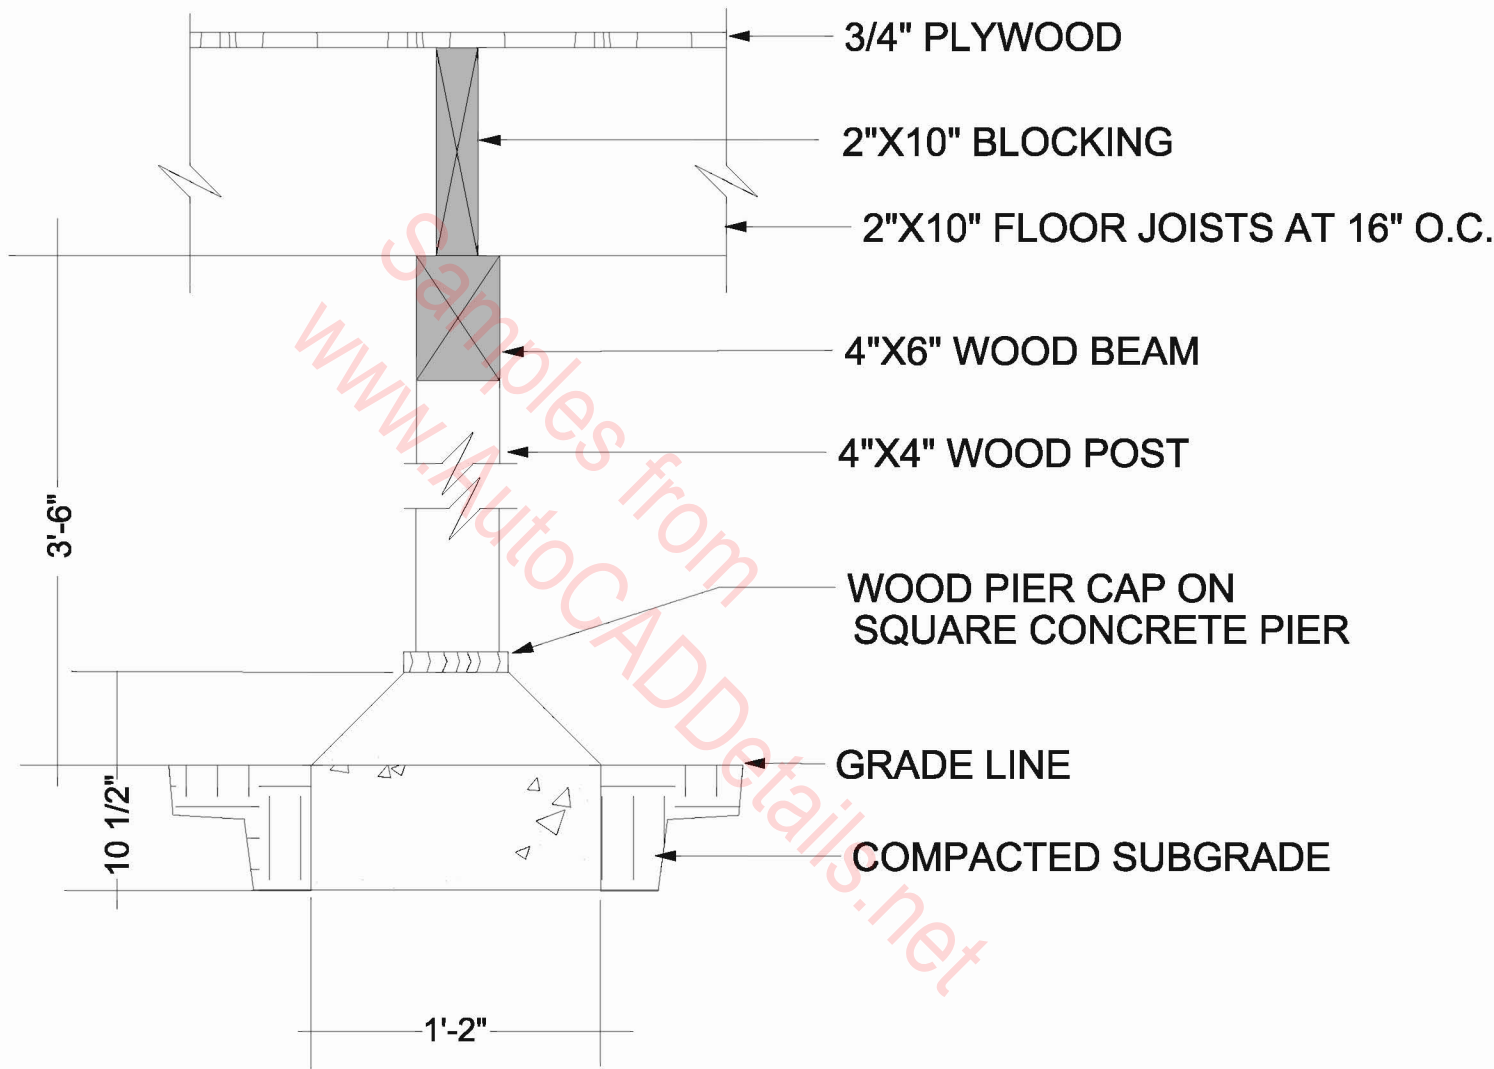 3/4" PLYWOOD
2"X10" BLOCKING
2"X10" FLOOR JOISTS AT 16" O.C.
4"X6" WOOD BEAM
4"X4" WOOD POST
3'-6"
WOOD PIER CAP ON
SQUARE CONCRETE PIER
GRADE LINE
10 1/2"
COMPACTED SUBGRADE
1'-2"
Samples from
www.AutoCADDetails.net